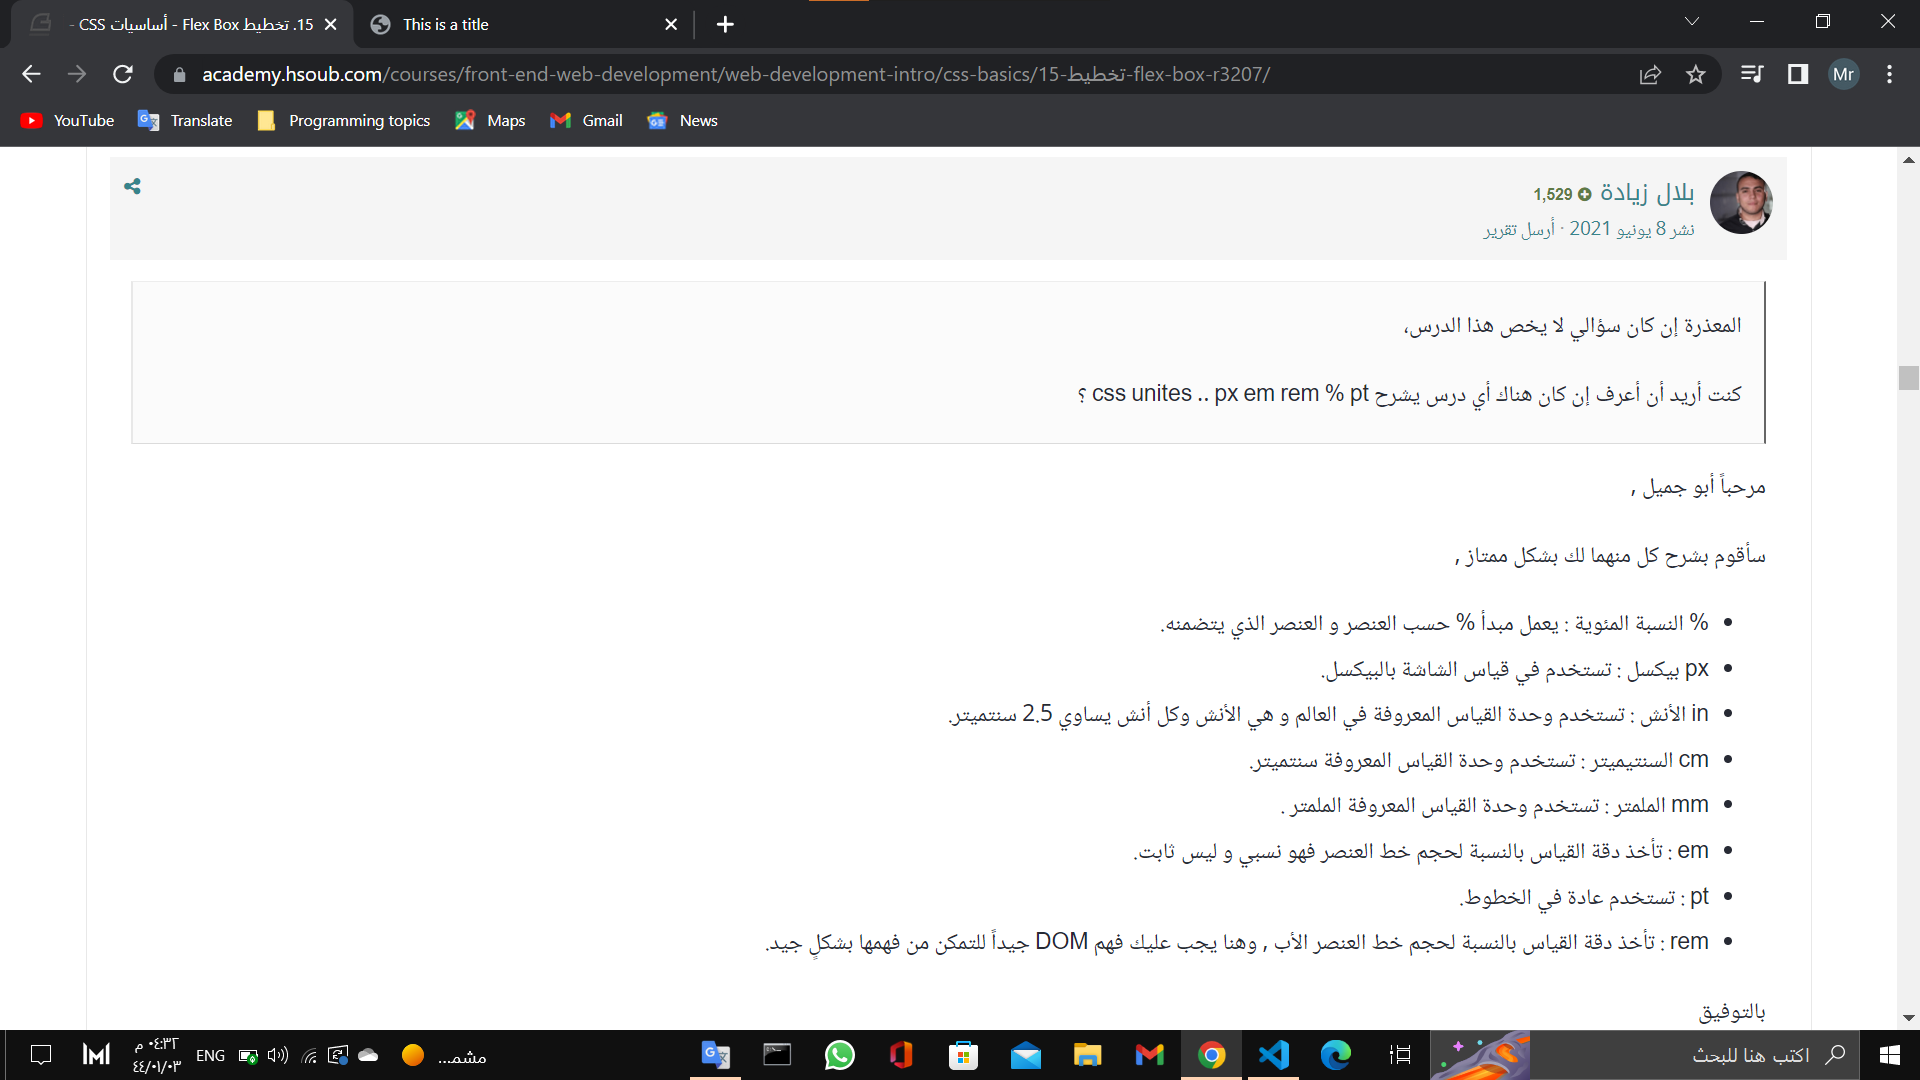 15. تخطيط Flex Box - أساسيات CSS -
This is a title
academy.hsoub.com/courses/front-end-web-development/web-development-intro/css-basics/15-تخطيط-flex-box-r3207/
Mr
YouTube
Translate
Programming topics
Maps
Gmail
News
بلال زيادة 1,529
نشر 8 يونيو 2021 · أرسل تقرير
المعذرة إن كان سؤالي لا يخص هذا الدرس،
كنت أريد أن أعرف إن كان هناك أي درس يشرح css unites .. px em rem % pt ؟
مرحباً أبو جميل ,
سأقوم بشرح كل منهما لك بشكل ممتاز ,
% النسبة المئوية : يعمل مبدأ % حسب العنصر و العنصر الذي يتضمنه.
px بيكسل : تستخدم في قياس الشاشة بالبيكسل.
in الأنش : تستخدم وحدة القياس المعروفة في العالم و هي الأنش وكل أنش يساوي 2.5 سنتميتر.
cm السنتيميتر : تستخدم وحدة القياس المعروفة سنتميتر.
mm الملمتر : تستخدم وحدة القياس المعروفة الملمتر .
em : تأخذ دقة القياس بالنسبة لحجم خط العنصر فهو نسبي و ليس ثابت.
pt : تستخدم عادة في الخطوط.
rem : تأخذ دقة القياس بالنسبة لحجم خط العنصر الأب , وهنا يجب عليك فهم DOM جيداً للتمكن من فهمها بشكلٍ جيد.
بالتوفيق
٠٤:٣٢ م
٤٤/٠١/٠٣
ENG
مشمـ...
اكتب هنا للبحث